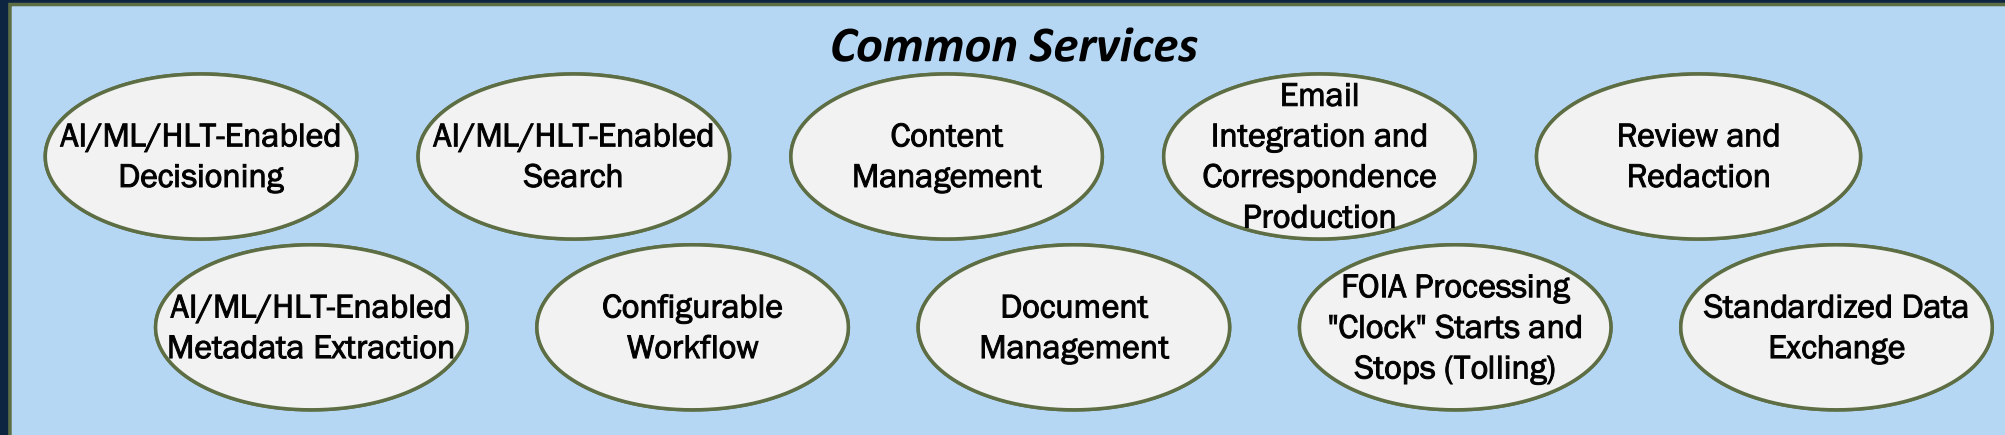 Common Services
AI/ML/HLT-Enabled
Decisioning
AI/ML/HLT-Enabled
Search
Content
Management
Email
Integration and
Correspondence
Production
Review and
Redaction
AI/ML/HLT-Enabled
Metadata Extraction
Configurable
Workflow
Document
Management
FOIA Processing
"Clock" Starts and
Stops (Tolling)
Standardized Data
Exchange